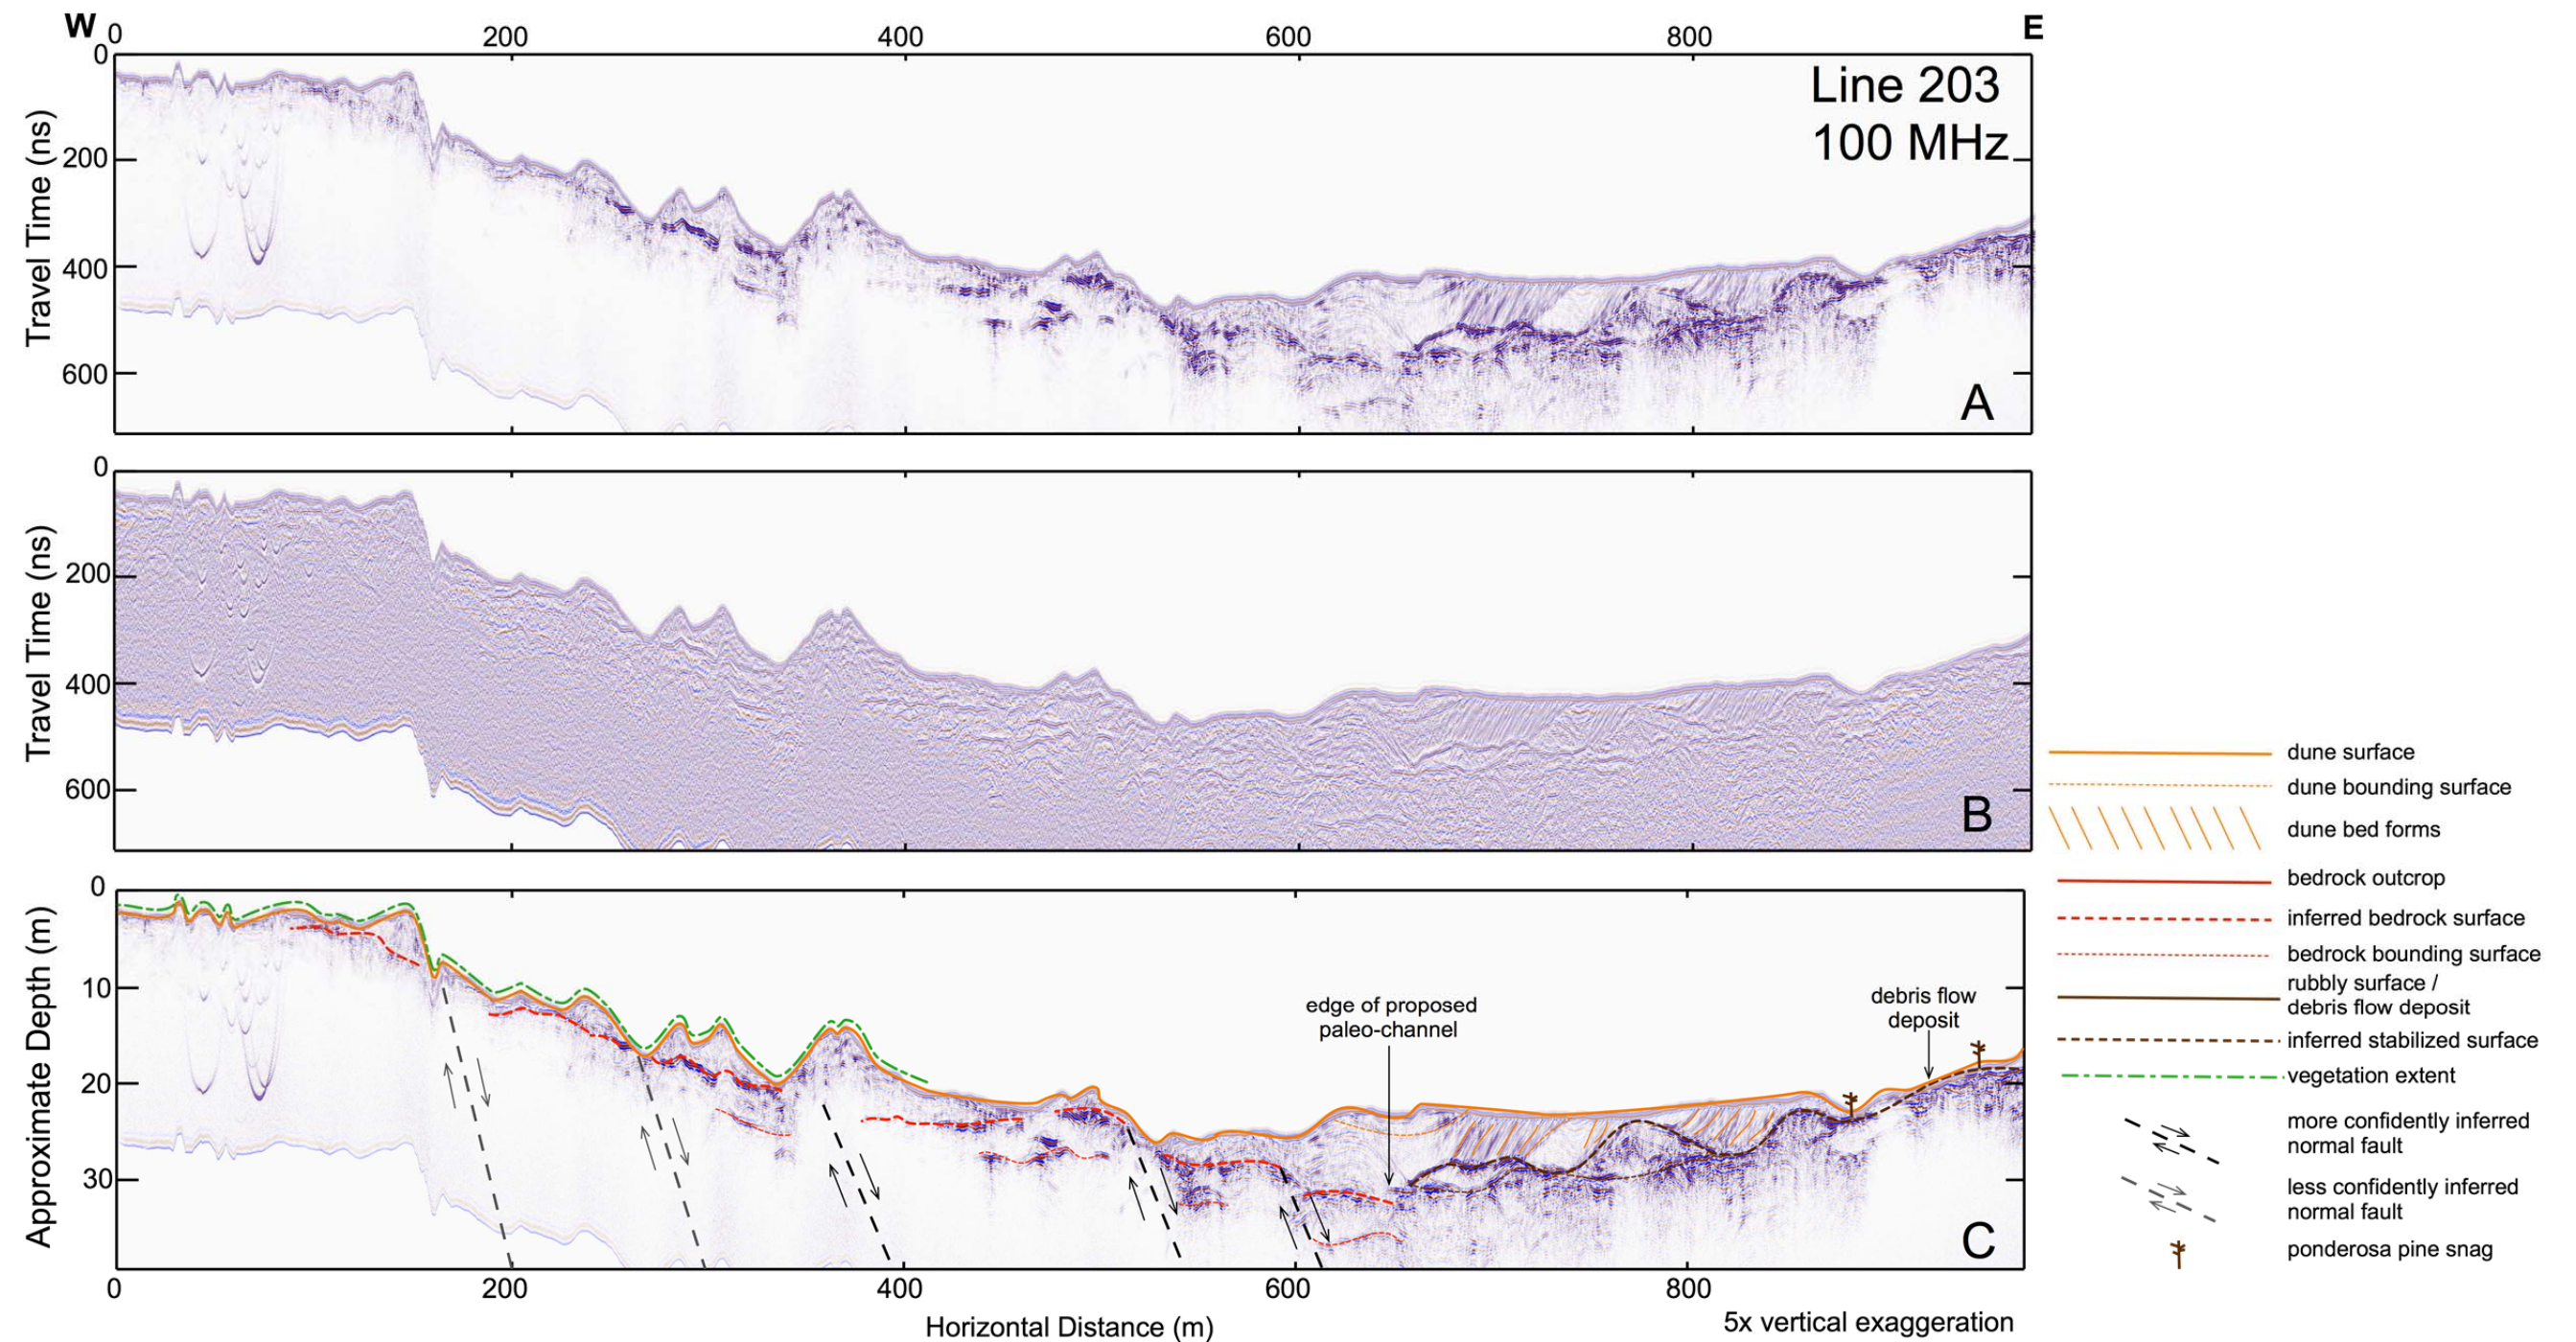 W
E
0
200
400
600
800
0
200
400
600
Travel Time (ns)
Line 203
100 MHz
A
0
200
400
600
Travel Time (ns)
B
0
10
20
30
Approximate Depth (m)
edge of proposed
paleo-channel
debris flow
deposit
C
0
200
400
600
800
Horizontal Distance (m)
5x vertical exaggeration
dune surface
dune bounding surface
dune bed forms
bedrock outcrop
inferred bedrock surface
bedrock bounding surface
rubbly surface /
debris flow deposit
inferred stabilized surface
vegetation extent
more confidently inferred
normal fault
less confidently inferred
normal fault
ponderosa pine snag